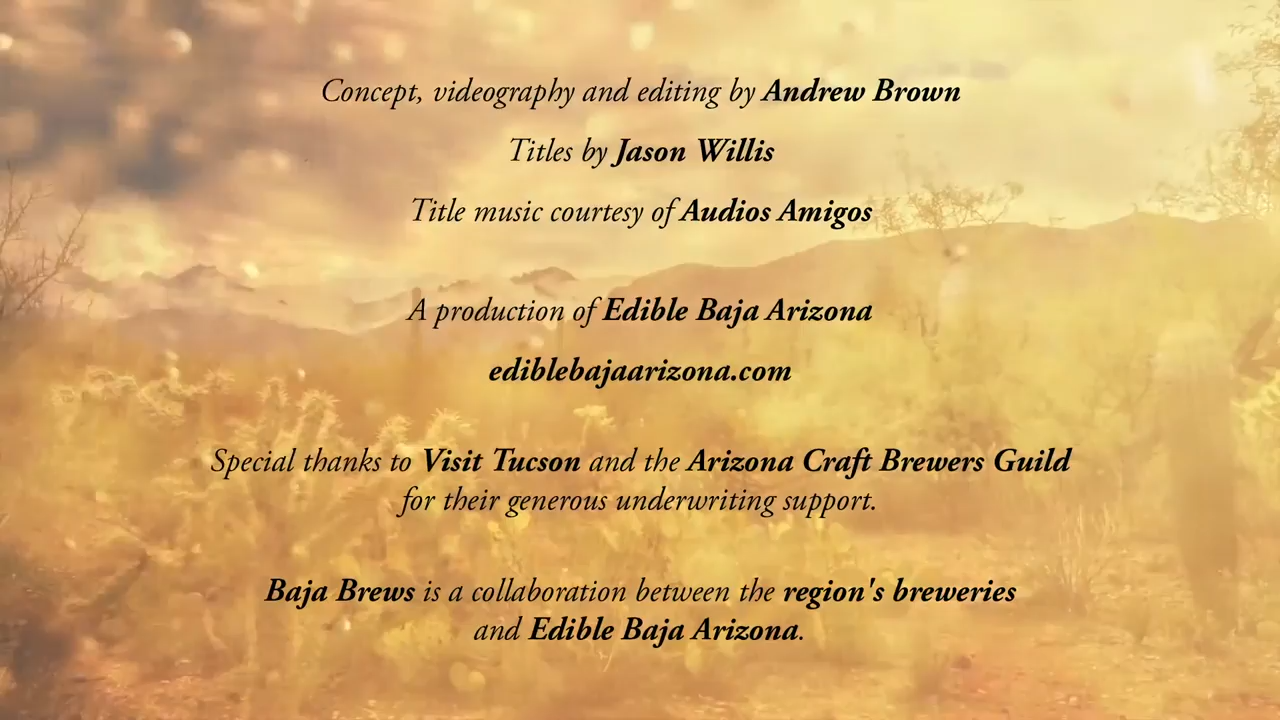 Concept, videography and editing by Andrew Brown
Titles by Jason Willis
Title music courtesy of Audios Amigos
A production of Edible Baja Arizona
ediblebajaarizona.com
Special thanks to Visit Tucson and the Arizona Craft Brewers Guild
for their generous underwriting support.
Baja Brews is a collaboration between the region's breweries
and Edible Baja Arizona.